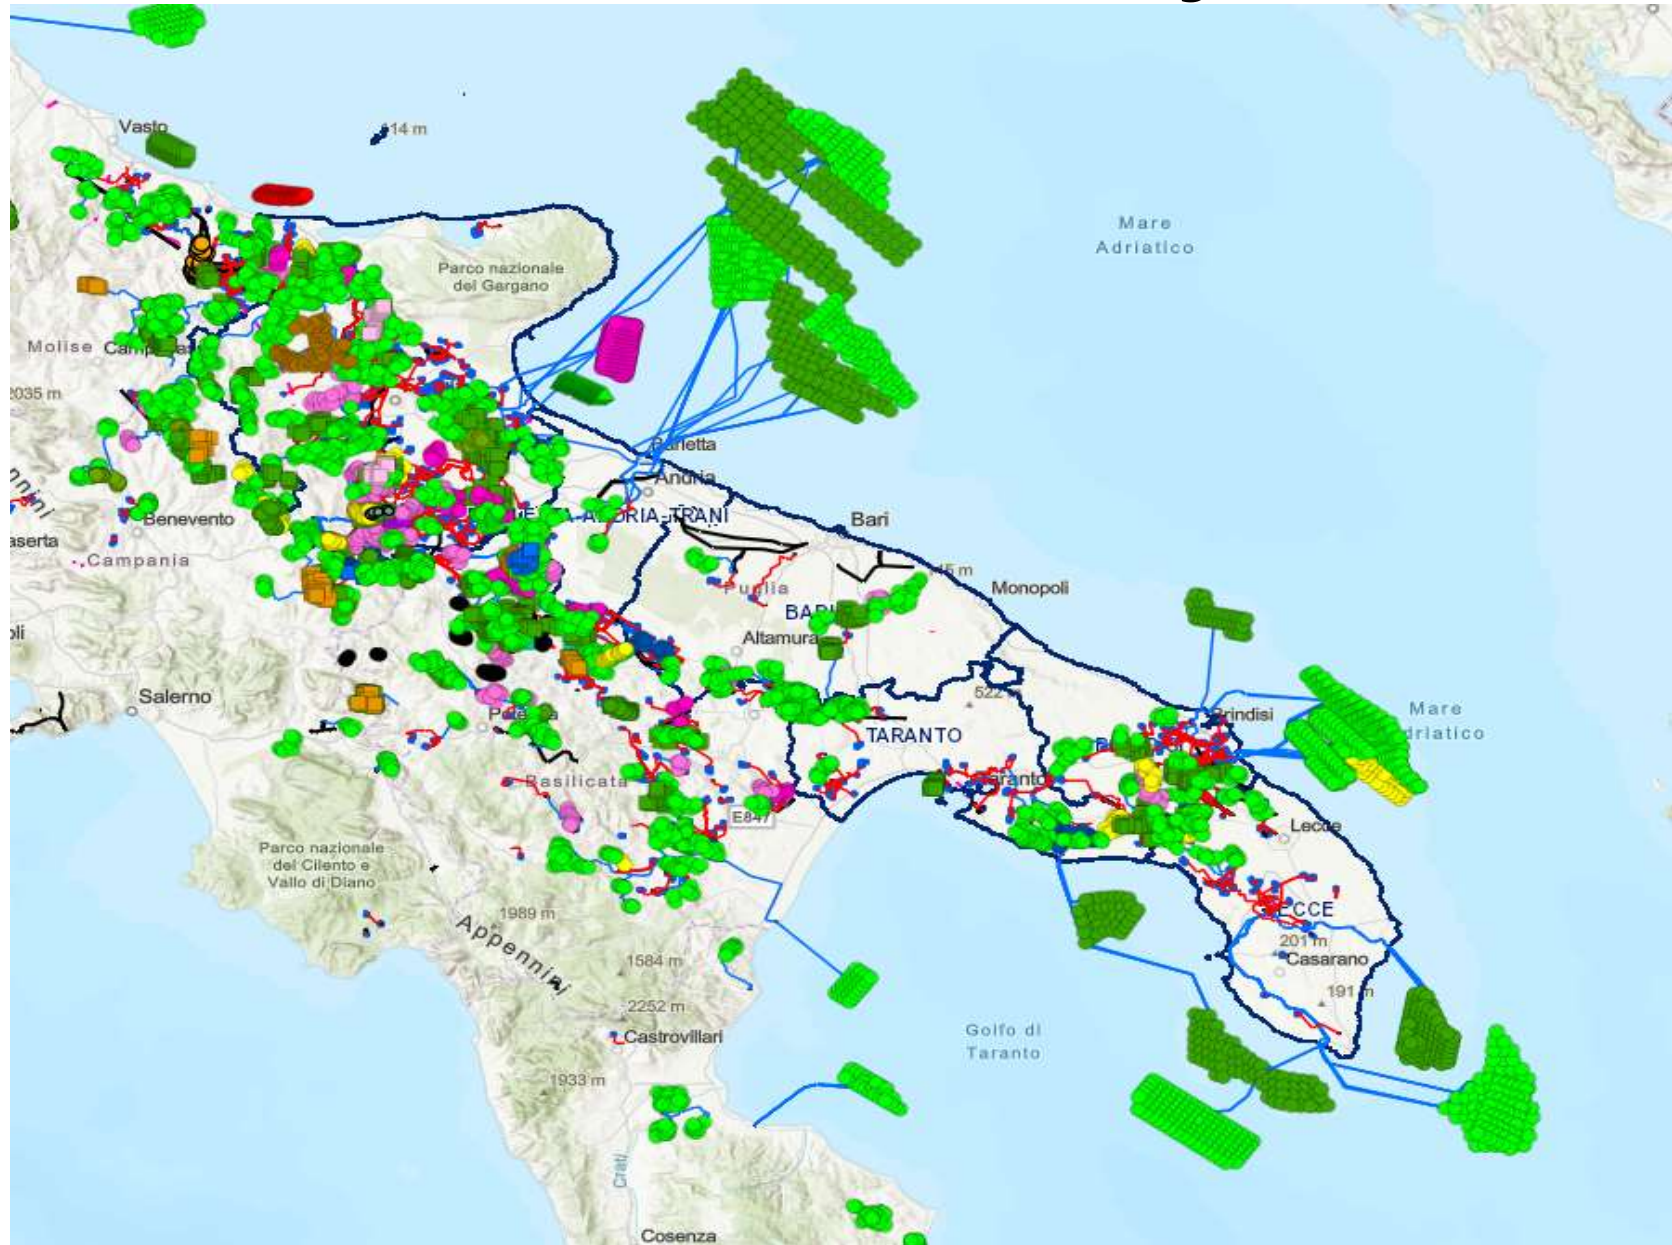 Vasto
114 m
Mare
Adriatico
Parco nazionale
del Gargano
Molise
2035 m
Barletta
Andria
Benevento
Bari
Campania
Puglia
Monopoli
BARI
Altamura
Salerno
522 m
Brindisi
Mare
Adriatico
TARANTO
Basilicata
Taranto
E847
Lecce
Parco nazionale
del Cilento e
Vallo di Diano
1989 m
LECCE
Appennini
201 m
Casarano
1584 m
191 m
2252 m
Golfo di
Taranto
Castrovillari
1933 m
Crati
Cosenza